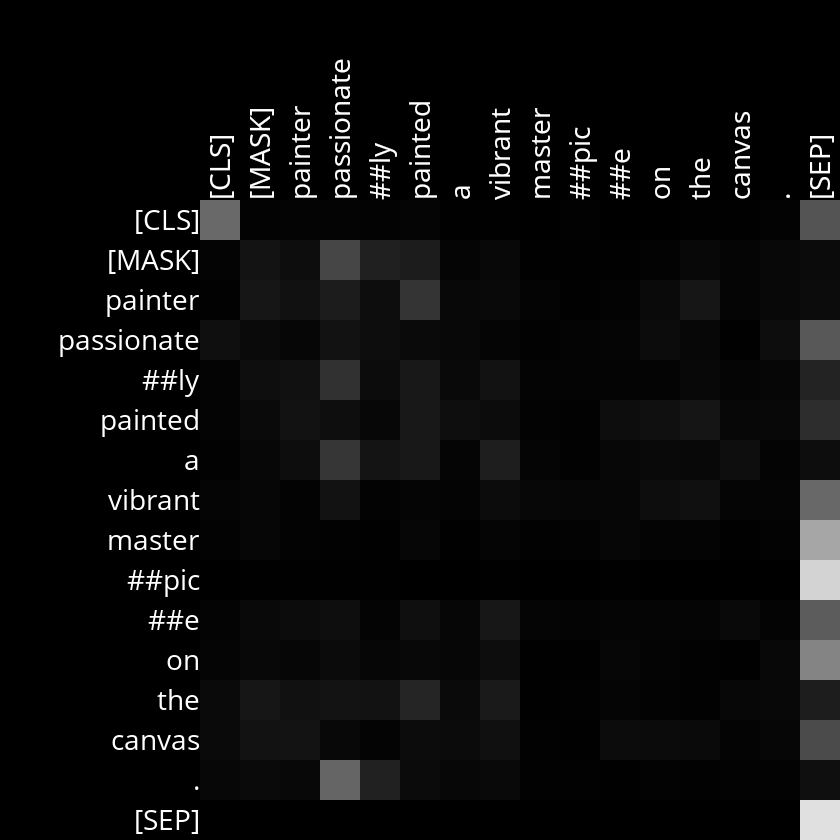 [CLS] [MASK] painter passionate ##ly painted a vibrant master ##pic ##e on the canvas . [SEP]
[CLS]
[MASK]
painter
passionate
##ly
painted
a
vibrant
master
##pic
##e
on
the
canvas
.
[SEP]